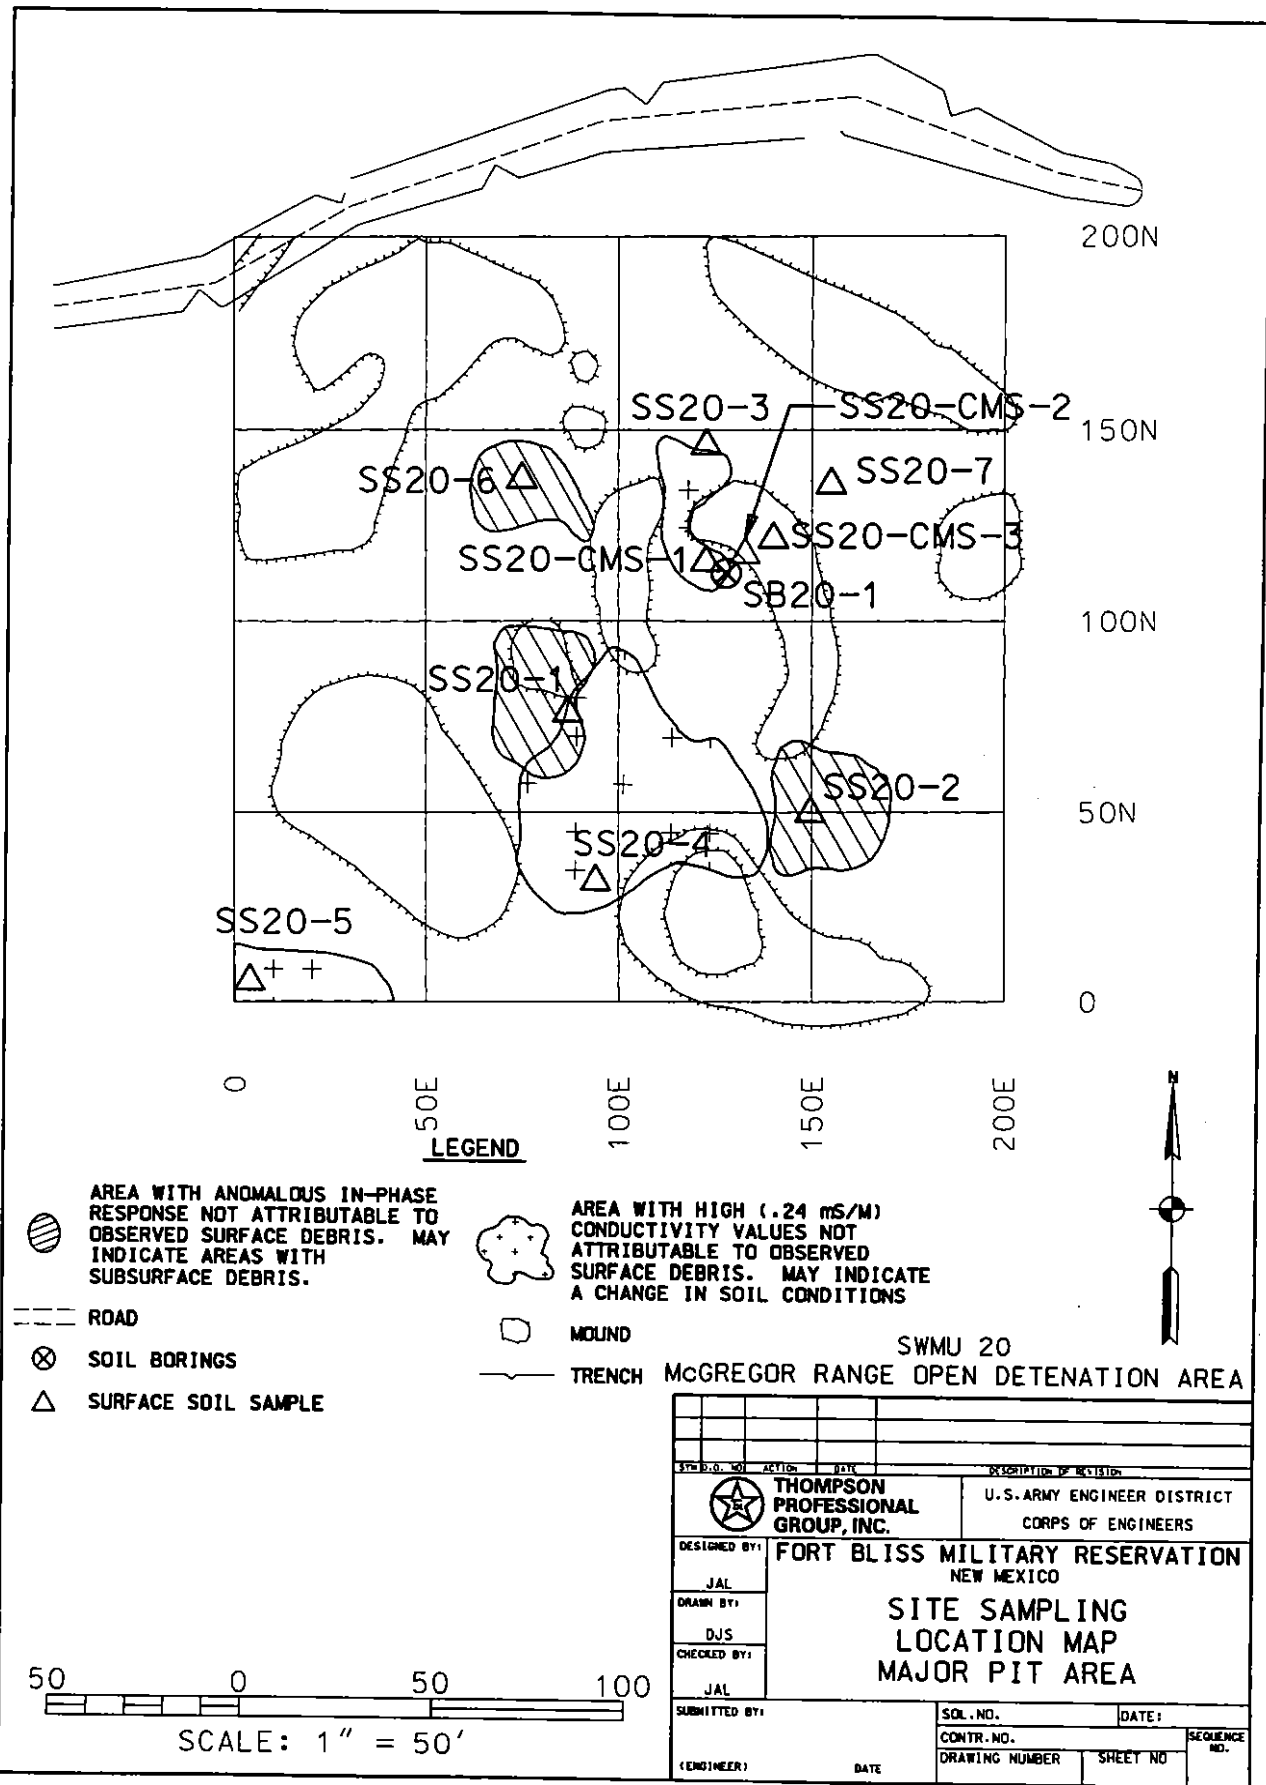 200N
SS20-3
SS20-CMS-2
150N
SS20-6
SS20-7
SS20-CMS-3
SS20-CMS-1
SB20-1
100N
SS20-1
SS20-2
50N
SS20-4
SS20-5
0
0
50E
100E
150E
200E
N
LEGEND
AREA WITH ANOMALOUS IN-PHASE
RESPONSE NOT ATTRIBUTABLE TO
OBSERVED SURFACE DEBRIS. MAY
INDICATE AREAS WITH
SUBSURFACE DEBRIS.
ROAD
SOIL BORINGS
SURFACE SOIL SAMPLE
AREA WITH HIGH (.24 mS/M)
CONDUCTIVITY VALUES NOT
ATTRIBUTABLE TO OBSERVED
SURFACE DEBRIS. MAY INDICATE
A CHANGE IN SOIL CONDITIONS
MOUND
TRENCH
SWMU 20
McGREGOR RANGE OPEN DETENATION AREA
SYM D.O. NO ACTION DATE DESCRIPTION OF REVISION
THOMPSON
PROFESSIONAL
GROUP, INC.
U.S. ARMY ENGINEER DISTRICT
CORPS OF ENGINEERS
DESIGNED BY:
JAL
DRAWN BY:
DJS
CHECKED BY:
JAL
FORT BLISS MILITARY RESERVATION
NEW MEXICO
SITE SAMPLING
LOCATION MAP
MAJOR PIT AREA
SUBMITTED BY:
(ENGINEER) DATE
SOL. NO. DATE:
CONTR. NO.
DRAWING NUMBER SHEET NO
SEQUENCE
NO.
50 0 50 100
SCALE: 1" = 50'